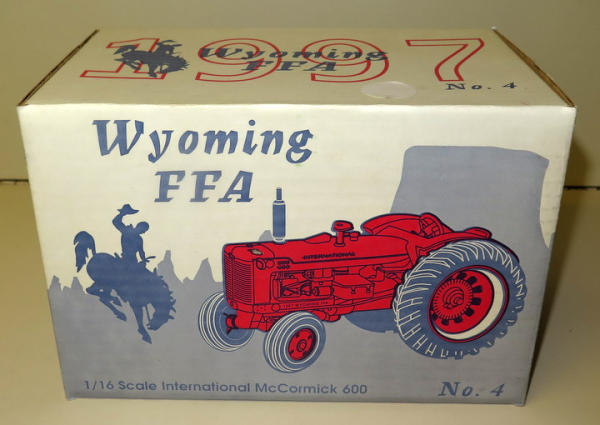 1997
Wyoming
FFA
No. 4
Wyoming
FFA
INTERNATIONAL
1/16 Scale International McCormick 600
No. 4